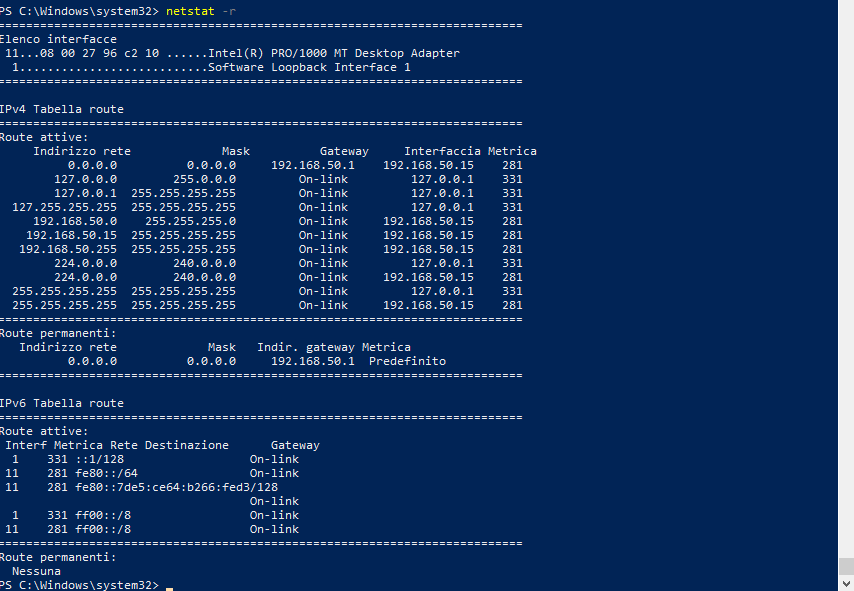 PS C:\Windows\system32> netstat -r
===========================================================================
Elenco interfacce
 11...08 00 27 96 c2 10 ......Intel(R) PRO/1000 MT Desktop Adapter
  1...........................Software Loopback Interface 1
===========================================================================
IPv4 Tabella route
===========================================================================
Route attive:
     Indirizzo rete             Mask          Gateway     Interfaccia Metrica
          0.0.0.0          0.0.0.0     192.168.50.1    192.168.50.15    281
        127.0.0.0        255.0.0.0         On-link         127.0.0.1    331
        127.0.0.1  255.255.255.255         On-link         127.0.0.1    331
  127.255.255.255  255.255.255.255         On-link         127.0.0.1    331
     192.168.50.0    255.255.255.0         On-link     192.168.50.15    281
    192.168.50.15  255.255.255.255         On-link     192.168.50.15    281
   192.168.50.255  255.255.255.255         On-link     192.168.50.15    281
        224.0.0.0        240.0.0.0         On-link         127.0.0.1    331
        224.0.0.0        240.0.0.0         On-link     192.168.50.15    281
  255.255.255.255  255.255.255.255         On-link         127.0.0.1    331
  255.255.255.255  255.255.255.255         On-link     192.168.50.15    281
===========================================================================
Route permanenti:
   Indirizzo rete             Mask   Indir. gateway Metrica
          0.0.0.0          0.0.0.0     192.168.50.1  Predefinito
===========================================================================
IPv6 Tabella route
===========================================================================
Route attive:
 Interf Metrica Rete Destinazione      Gateway
  1    331 ::1/128                  On-link
 11    281 fe80::/64                On-link
 11    281 fe80::7de5:ce64:b266:fed3/128
                                    On-link
  1    331 ff00::/8                 On-link
 11    281 ff00::/8                 On-link
===========================================================================
Route permanenti:
  Nessuna
PS C:\Windows\system32>